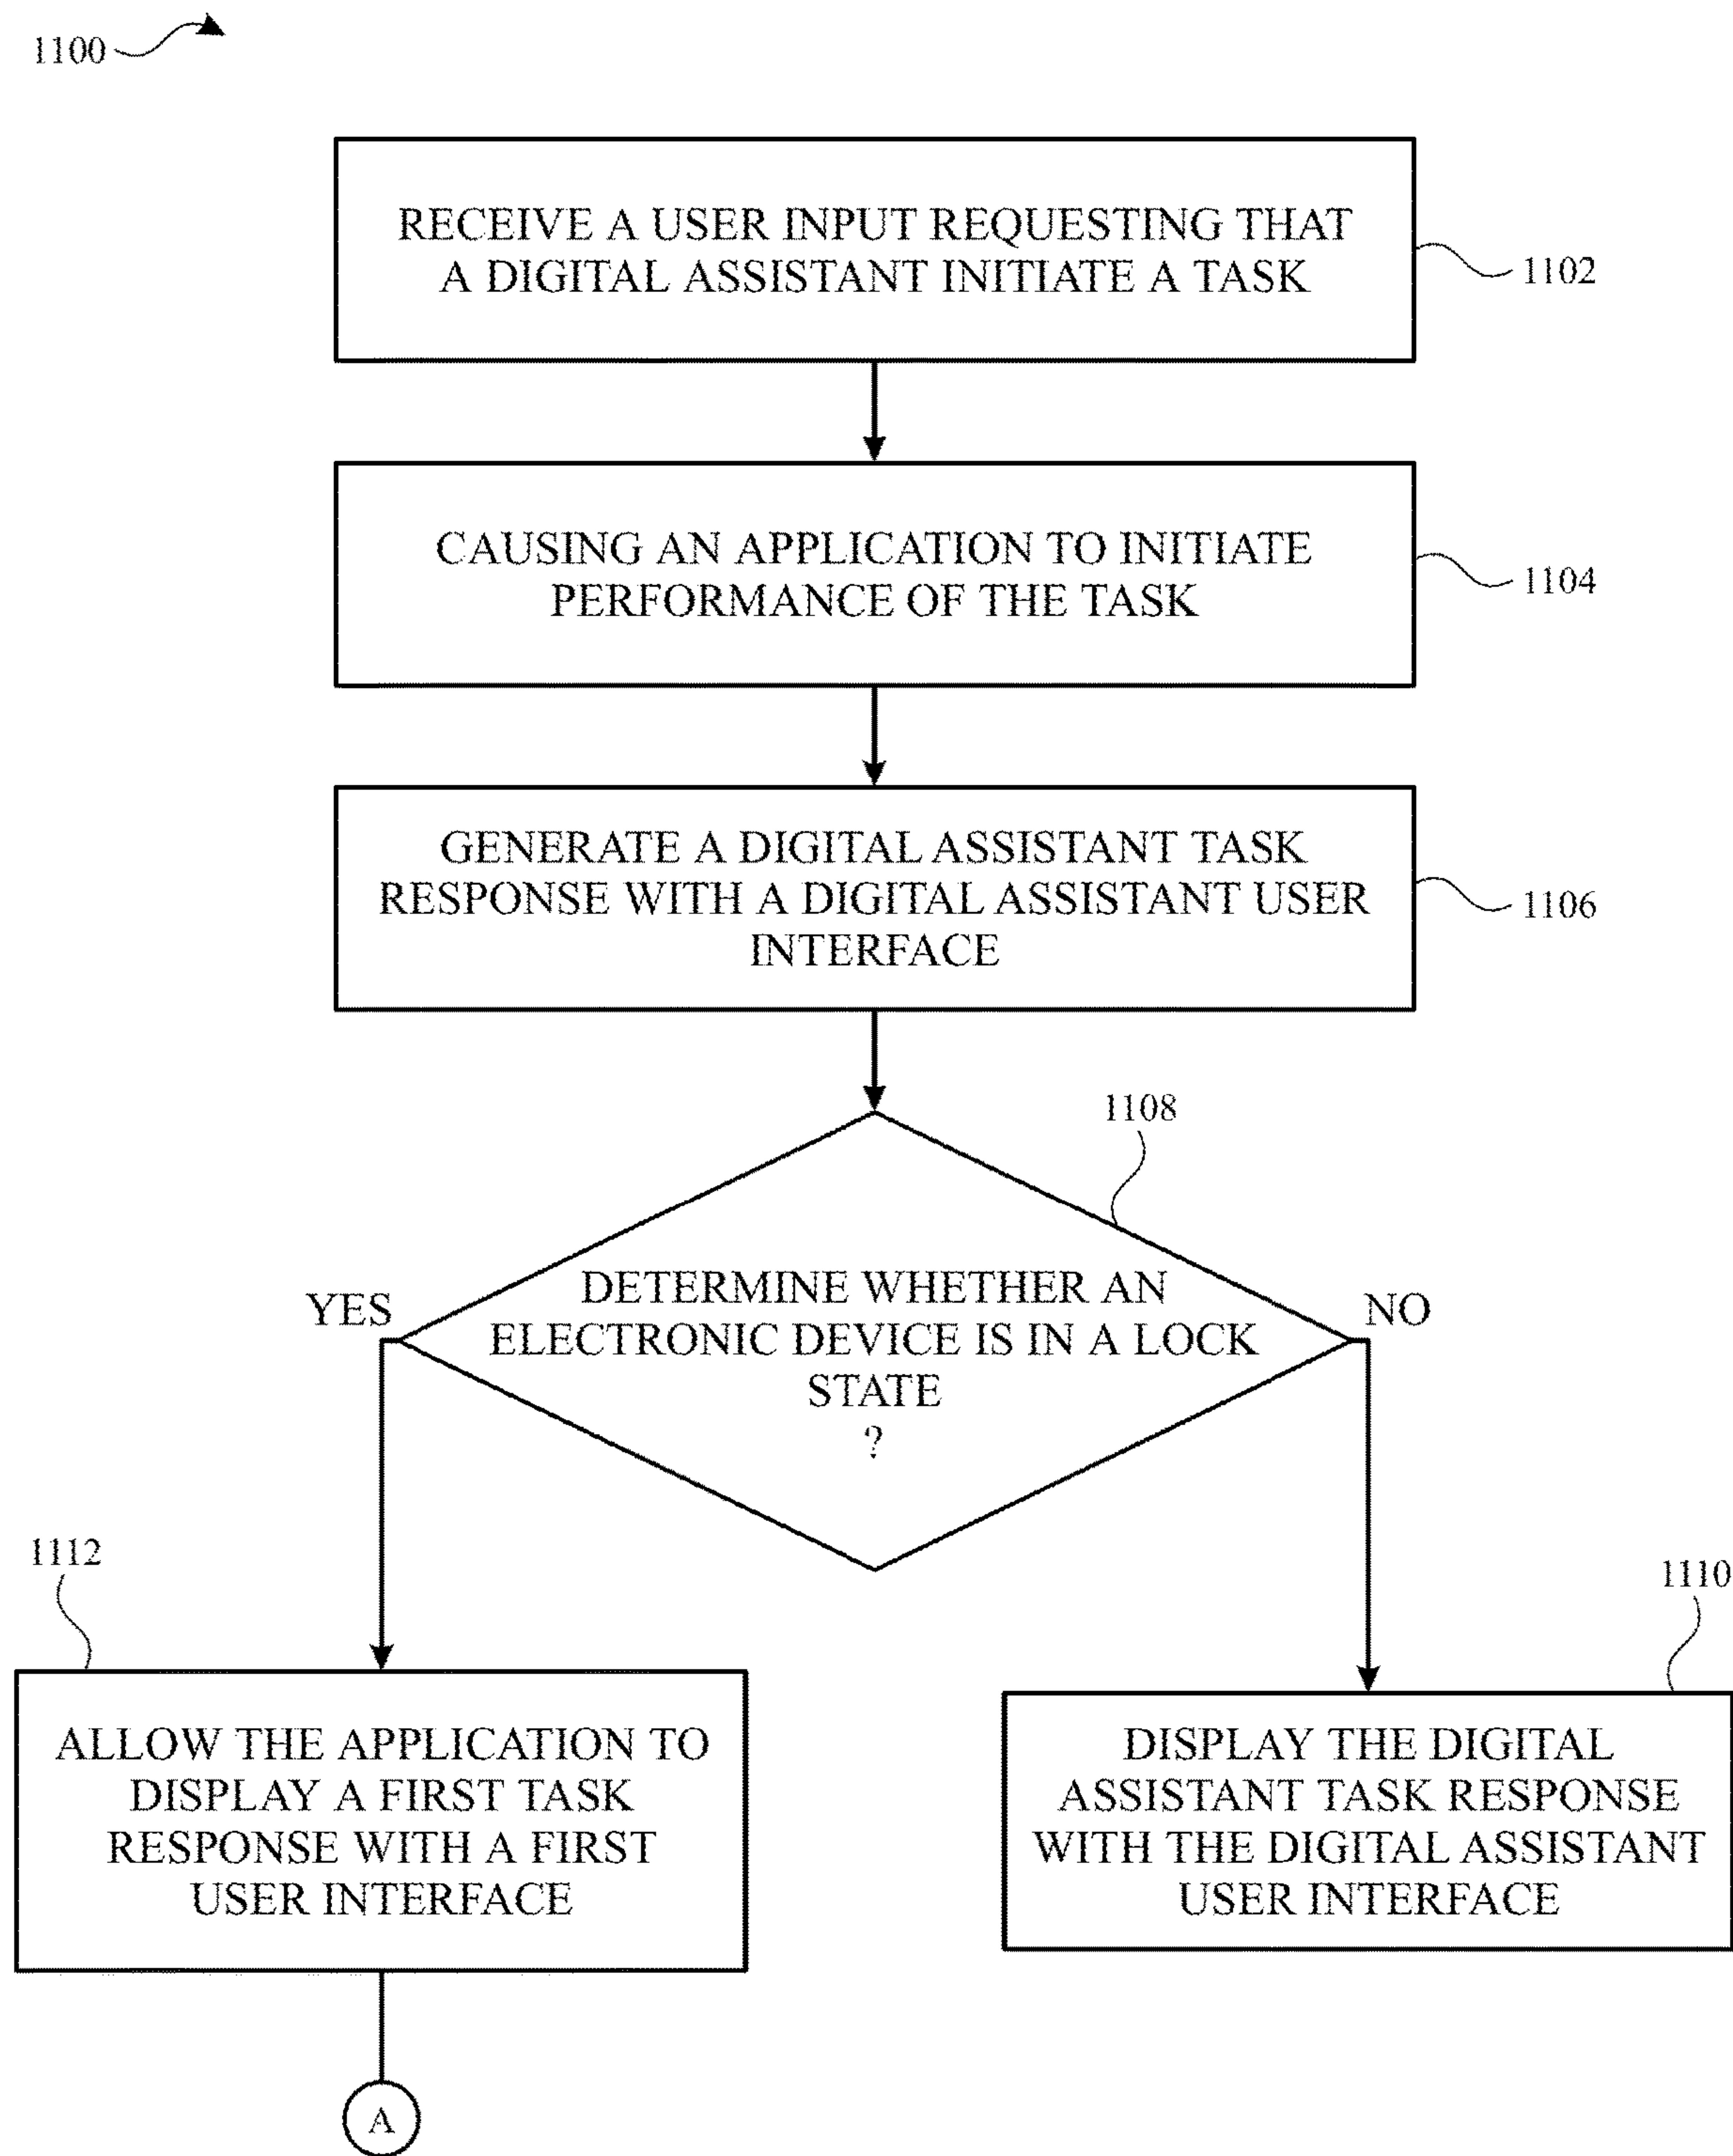 1100
RECEIVE A USER INPUT REQUESTING THAT
A DIGITAL ASSISTANT INITIATE A TASK
1102
CAUSING AN APPLICATION TO INITIATE
PERFORMANCE OF THE TASK
1104
GENERATE A DIGITAL ASSISTANT TASK
RESPONSE WITH A DIGITAL ASSISTANT USER
INTERFACE
1106
1108
DETERMINE WHETHER AN
ELECTRONIC DEVICE IS IN A LOCK
STATE
?
YES
NO
1112
ALLOW THE APPLICATION TO
DISPLAY A FIRST TASK
RESPONSE WITH A FIRST
USER INTERFACE
1110
DISPLAY THE DIGITAL
ASSISTANT TASK RESPONSE
WITH THE DIGITAL ASSISTANT
USER INTERFACE
A